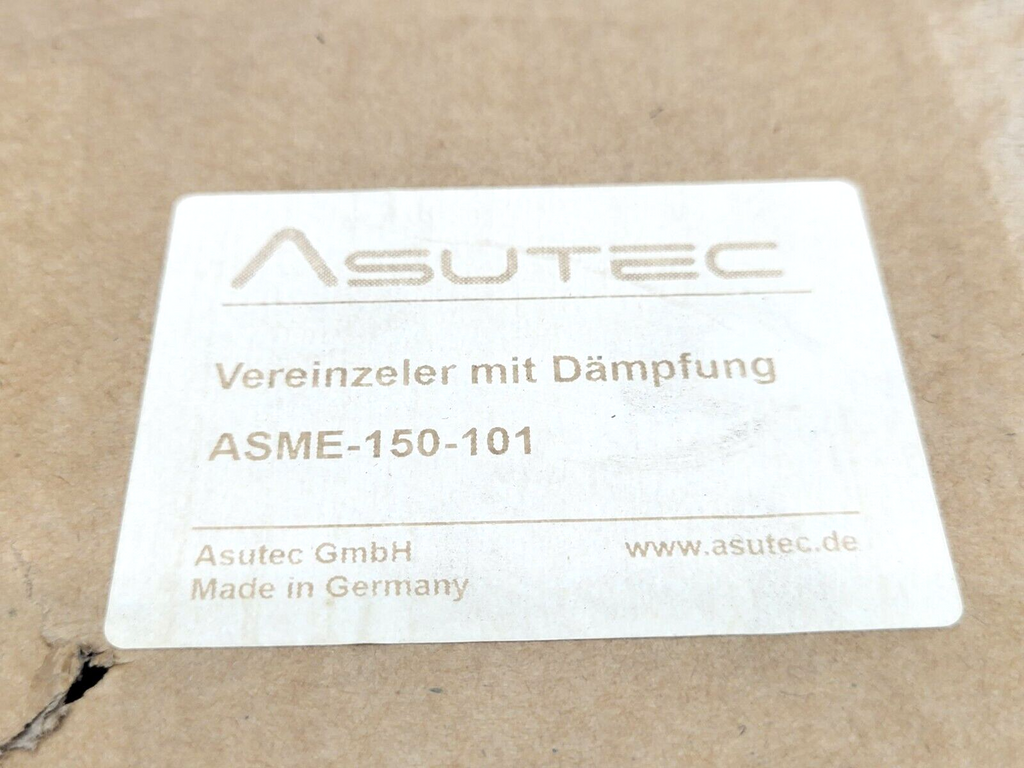 ASUTEC
Vereinzeler mit Dämpfung
ASME-150-101
Asutec GmbH www.asutec.de
Made in Germany